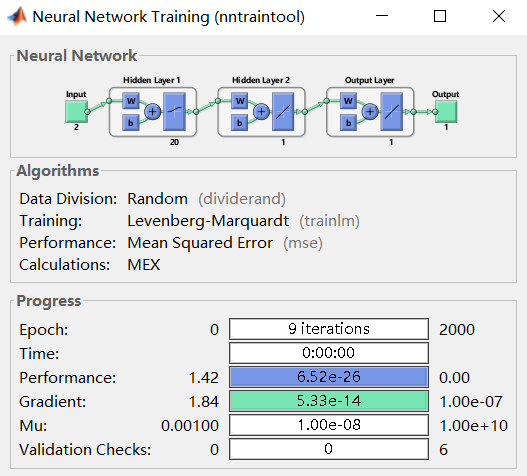 Neural Network Training (nntraintool)
Neural Network
Hidden Layer 1 Hidden Layer 2 Output Layer
Input Output
W W W
b b b
+ + +
2 20 1 1 1
Algorithms
Data Division: Random (dividerand)
Training: Levenberg-Marquardt (trainlm)
Performance: Mean Squared Error (mse)
Calculations: MEX
Progress
Epoch: 0 9 iterations 2000
Time: 0:00:00
Performance: 1.42 6.52e-26 0.00
Gradient: 1.84 5.33e-14 1.00e-07
Mu: 0.00100 1.00e-08 1.00e+10
Validation Checks: 0 0 6